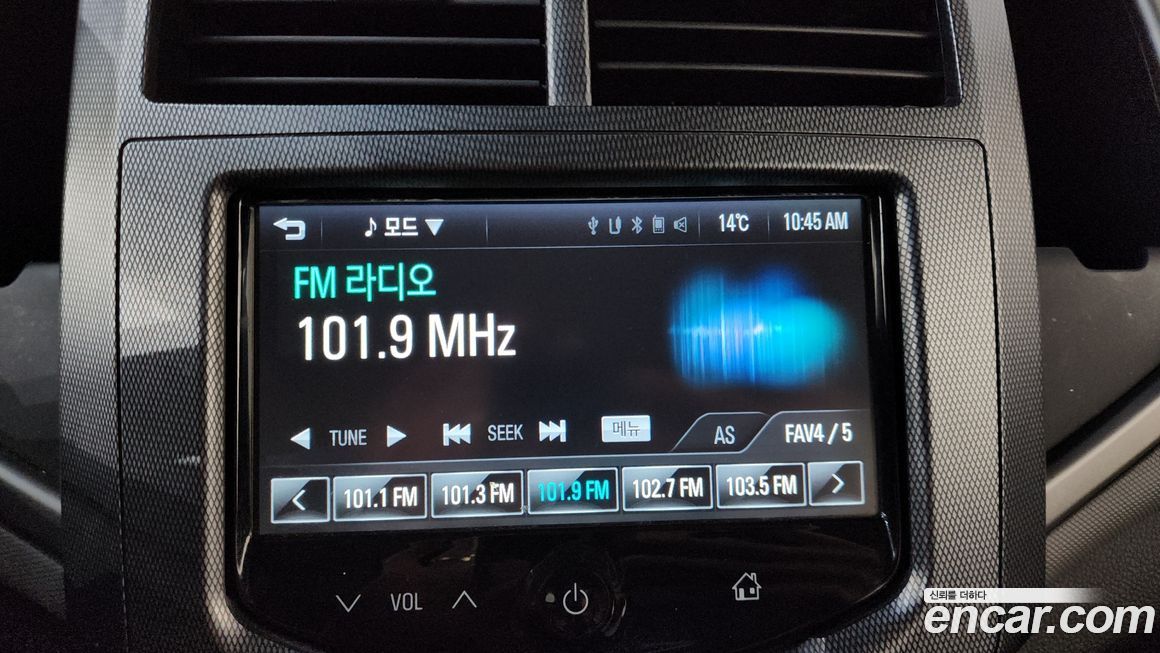 모드 14℃ 10:45 AM
FM 라디오
101.9 MHz
TUNE SEEK 메뉴 AS FAV4 / 5
101.1 FM 101.3 FM 101.9 FM 102.7 FM 103.5 FM
VOL
신뢰를 더하다
encar.com